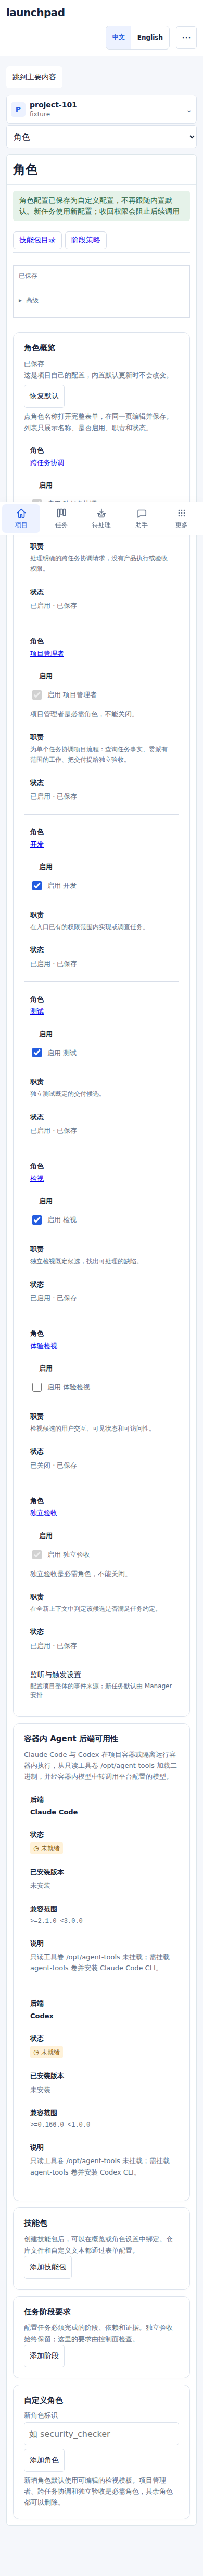 launchpad
中文
English
...
跳到主要内容
P
project-101
fixture
角色
角色
角色配置已保存为自定义配置，不再跟随内置默认。新任务使用新配置；收回权限会阻止后续调用
技能包目录
阶段策略
已保存
▸ 高级
角色概览
已保存
这是项目自己的配置，内置默认更新时不会改变。
恢复默认
点角色名称打开完整表单，在同一页编辑并保存。
列表只展示名称、是否启用、职责和状态。
角色
跨任务协调
启用
项目
任务
待处理
助手
更多
职责
处理明确的跨任务协调请求，没有产品执行或验收权限。
状态
已启用 · 已保存
角色
项目管理者
启用
启用 项目管理者
项目管理者是必需角色，不能关闭。
职责
为单个任务协调项目流程：查询任务事实、委派有范围的工作、把交付提给独立验收。
状态
已启用 · 已保存
角色
开发
启用
启用 开发
职责
在入口已有的权限范围内实现或调查任务。
状态
已启用 · 已保存
角色
测试
启用
启用 测试
职责
独立测试既定的交付候选。
状态
已启用 · 已保存
角色
检视
启用
启用 检视
职责
独立检视既定候选，找出可处理的缺陷。
状态
已启用 · 已保存
角色
体验检视
启用
启用 体验检视
职责
检视候选的用户交互、可见状态和可访问性。
状态
已关闭 · 已保存
角色
独立验收
启用
启用 独立验收
独立验收是必需角色，不能关闭。
职责
在全新上下文中判定该候选是否满足任务约定。
状态
已启用 · 已保存
监听与触发设置
配置项目整体的事件来源；新任务默认由 Manager 安排
容器内 Agent 后端可用性
Claude Code 与 Codex 在项目容器或隔离运行容器内执行，从只读工具卷 /opt/agent-tools 加载二进制，并经容器内模型中转调用平台配置的模型。
后端
Claude Code
状态
未就绪
已安装版本
未安装
兼容范围
>=2.1.0 <3.0.0
说明
只读工具卷 /opt/agent-tools 未挂载；需挂载 agent-tools 卷并安装 Claude Code CLI。
后端
Codex
状态
未就绪
已安装版本
未安装
兼容范围
>=0.166.0 <1.0.0
说明
只读工具卷 /opt/agent-tools 未挂载；需挂载 agent-tools 卷并安装 Codex CLI。
技能包
创建技能包后，可以在概览或角色设置中绑定。仓库文件和自定义文本都通过表单配置。
添加技能包
任务阶段要求
配置任务必须完成的阶段、依赖和证据。独立验收始终保留；这里的要求由控制面检查。
添加阶段
自定义角色
新角色标识
如 security_checker
添加角色
新增角色默认使用可编辑的检视模板。项目管理者、跨任务协调和独立验收是必需角色，其余角色都可以删除。